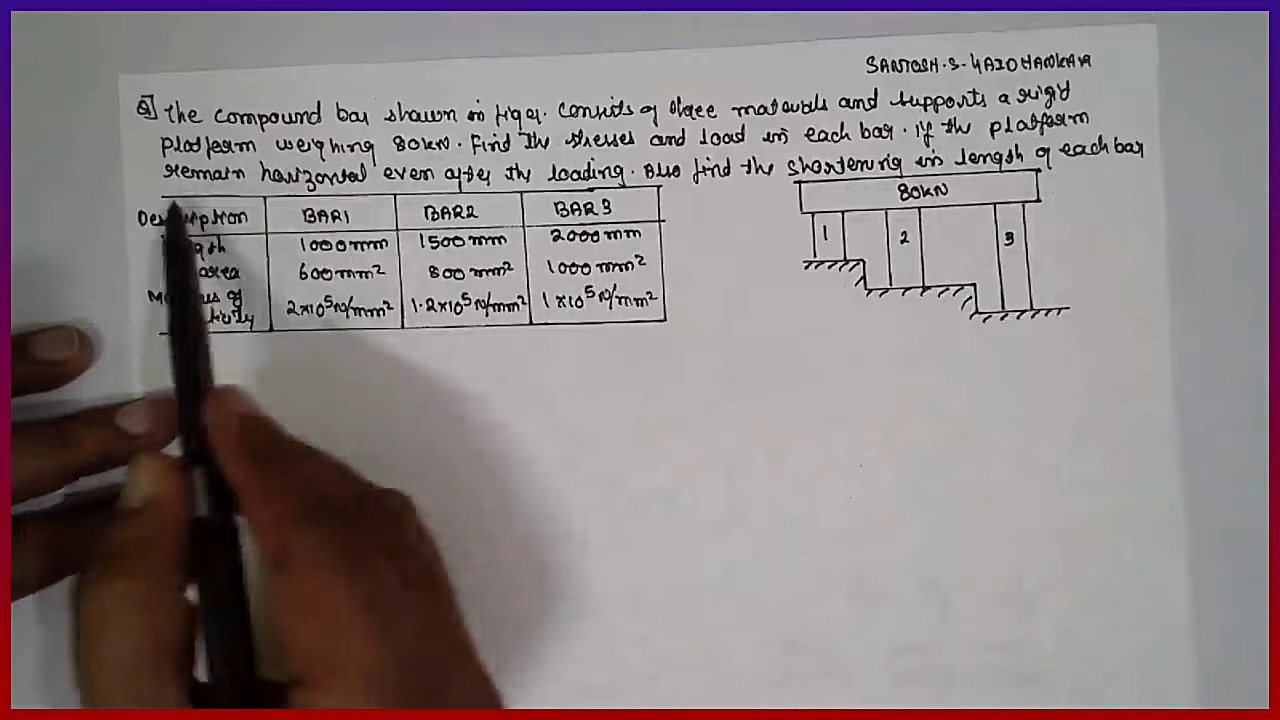 SANTOSH.S.
Q] The compound bar shown in figer. Consists of three materials and supports a rigid
platform weighing 80KN. Find the stresses and load in each bar. If the platform
remain horizontal even after the loading. Also find the shortening in length of each bar
BAR1 BAR2 BAR3
1000mm 1500mm 2000mm
area 600mm² 800mm² 1000mm²
of 2×10⁵N/mm² 1.2×10⁵N/mm² 1×10⁵N/mm²
80KN
1 2 3